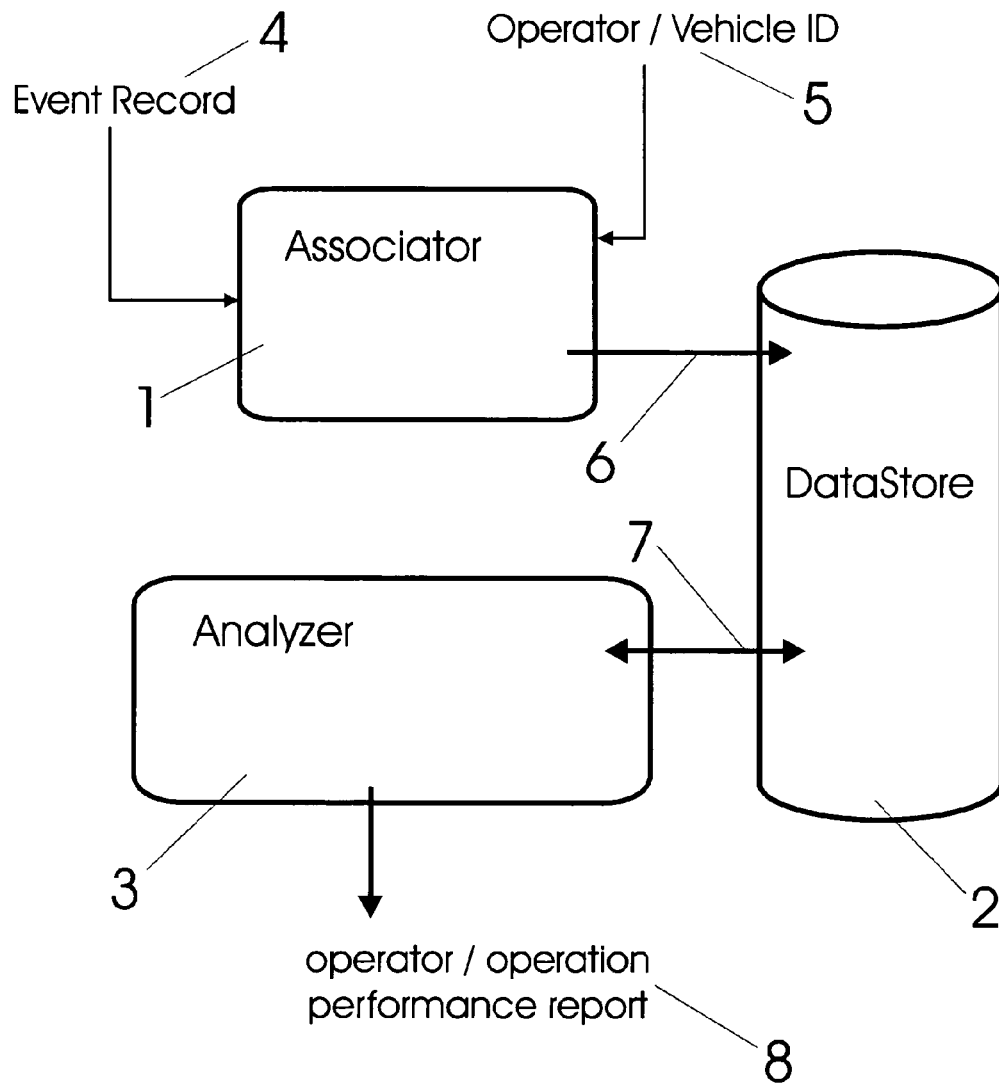 4
Operator / Vehicle ID
Event Record
5
Associator
1
6
DataStore
7
Analyzer
3
2
operator / operation
performance report
8